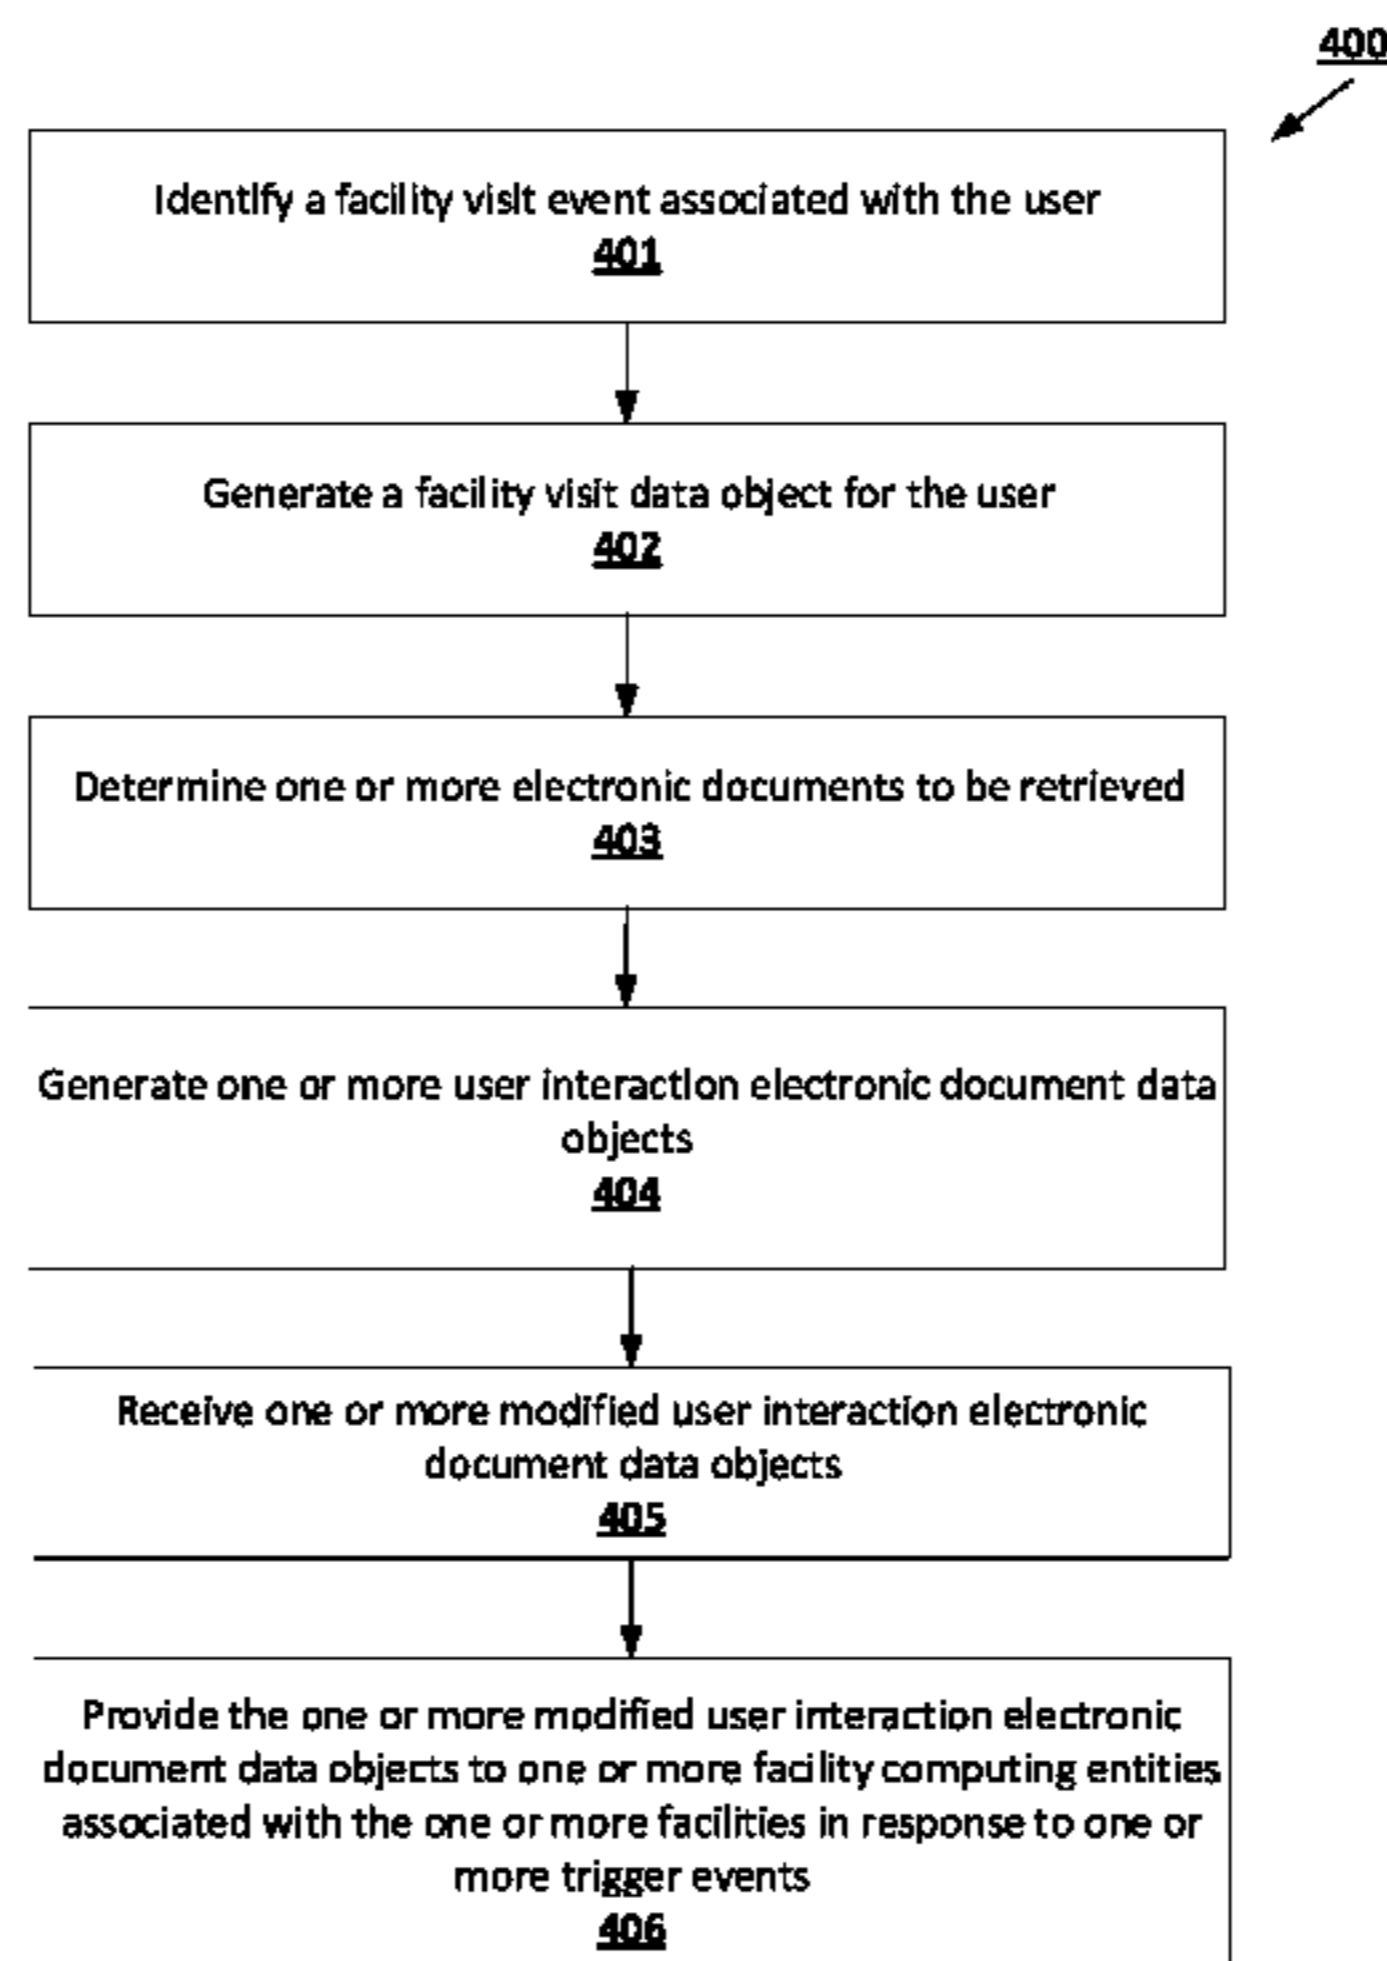 400
Identify a facility visit event associated with the user
401
Generate a facility visit data object for the user
402
Determine one or more electronic documents to be retrieved
403
Generate one or more user interaction electronic document data
objects
404
Receive one or more modified user interaction electronic
document data objects
405
Provide the one or more modified user interaction electronic
document data objects to one or more facility computing entities
associated with the one or more facilities in response to one or
more trigger events
406